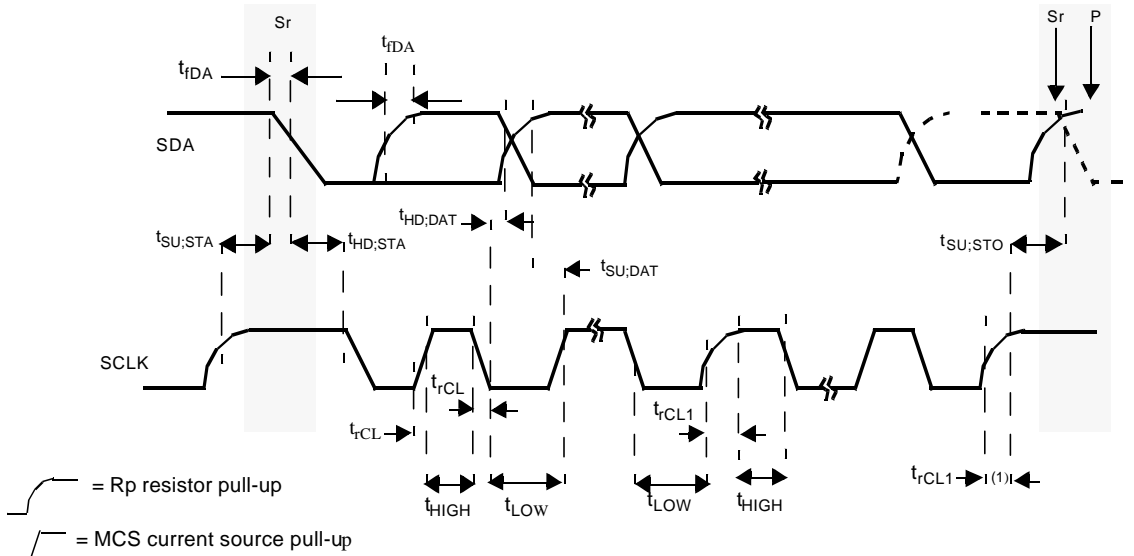 Sr
Sr P
tfDA
tfDA
SDA
tHD;DAT
tSU;STA
tHD;STA
tSU;STO
tSU;DAT
SCLK
trCL
trCL1
trCL
trCL1
(1)
tHIGH
tLOW
tLOW
tHIGH
= Rp resistor pull-up
= MCS current source pull-up